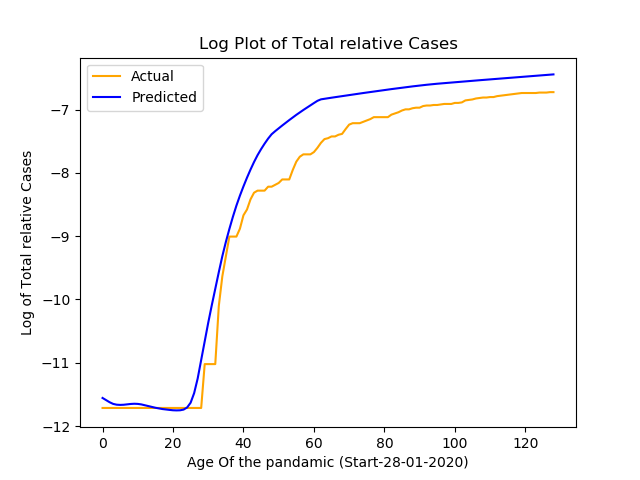 Log Plot of Total relative Cases
Actual
Predicted
Log of Total relative Cases
−7
−8
−9
−10
−11
−12
0 20 40 60 80 100 120
Age Of the pandamic (Start-28-01-2020)